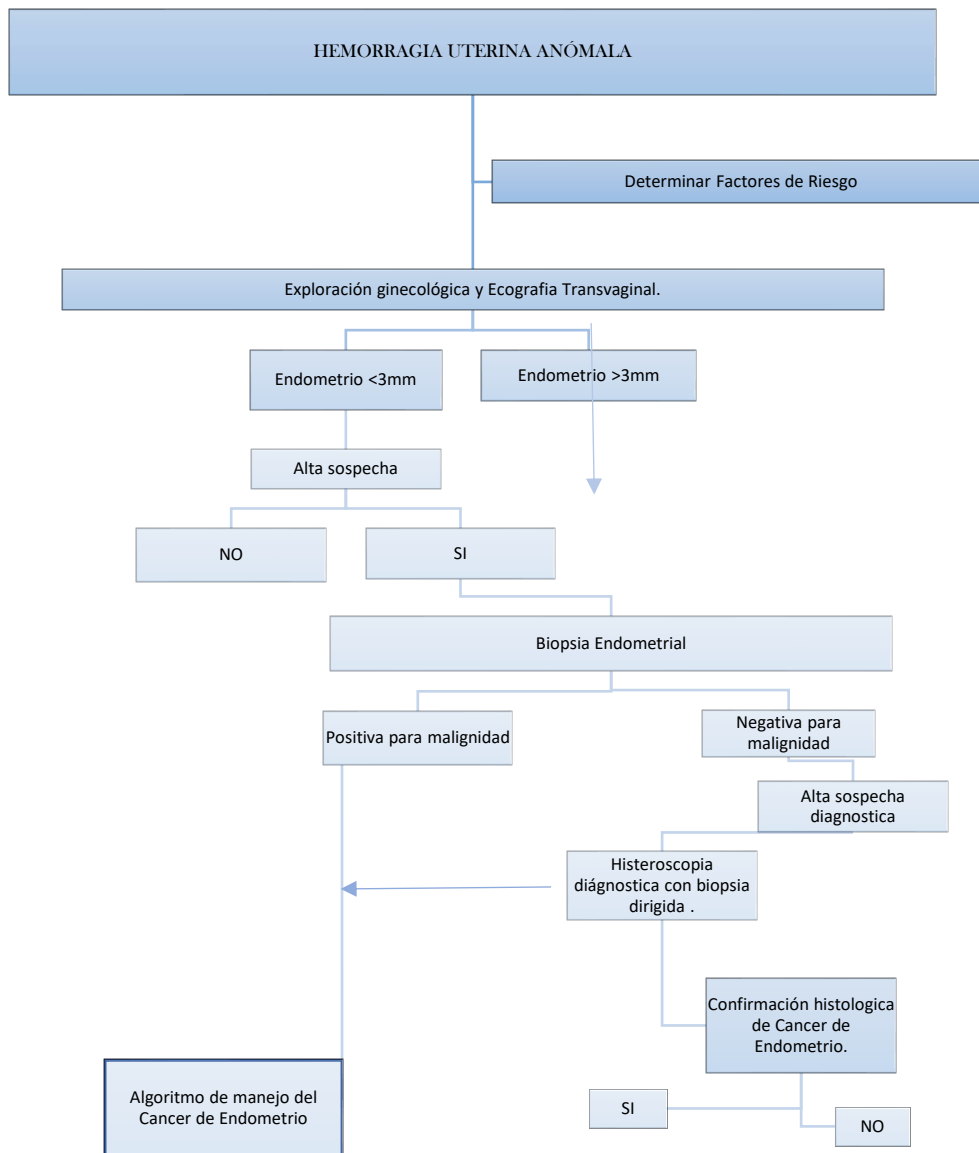 HEMORRAGIA UTERINA ANÓMALA
Determinar Factores de Riesgo
Exploración ginecológica y Ecografia Transvaginal.
Endometrio <3mm
Endometrio >3mm
Alta sospecha
NO
SI
Biopsia Endometrial
Positiva para malignidad
Negativa para
malignidad
Alta sospecha
diagnostica
Histeroscopia
diágnostica con biopsia
dirigida .
Confirmación histologica
de Cancer de
Endometrio.
Algoritmo de manejo del
Cancer de Endometrio
SI
NO